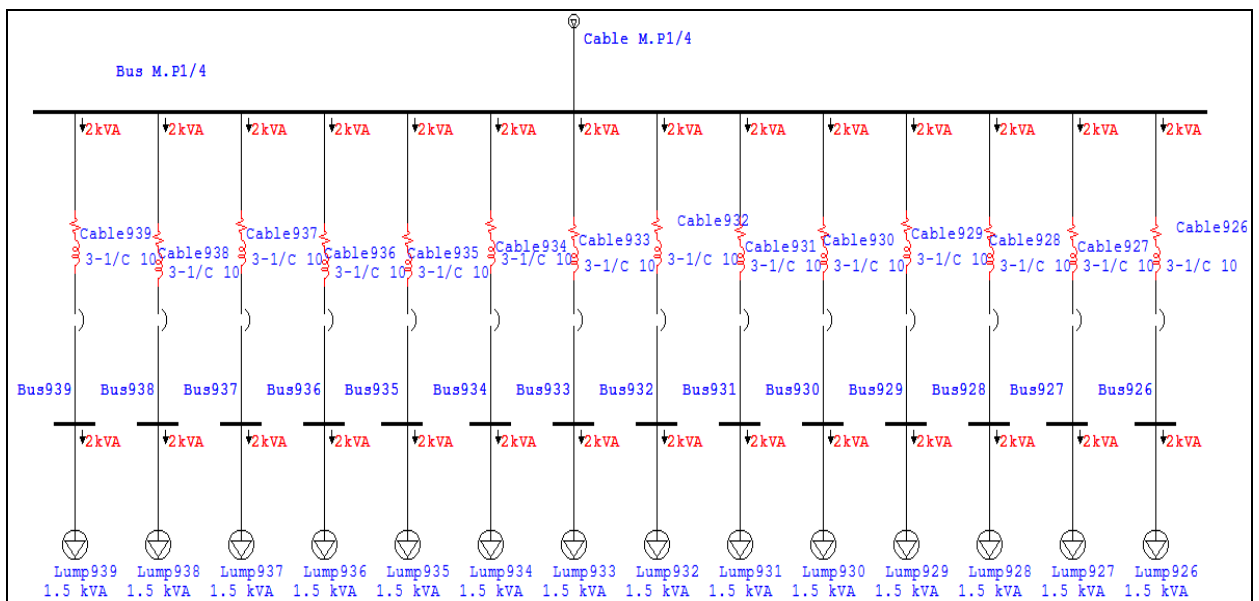 Cable M.P1/4
Bus M.P1/4
2kVA 2kVA 2kVA 2kVA 2kVA 2kVA 2kVA 2kVA 2kVA 2kVA 2kVA 2kVA 2kVA 2kVA
Cable939 Cable938 Cable937 Cable936 Cable935 Cable934 Cable933 Cable932 Cable931 Cable930 Cable929 Cable928 Cable927 Cable926
3-1/C 10 3-1/C 10 3-1/C 10 3-1/C 10 3-1/C 10 3-1/C 10 3-1/C 10 3-1/C 10 3-1/C 10 3-1/C 10 3-1/C 10 3-1/C 10 3-1/C 10 3-1/C 10
Bus939 Bus938 Bus937 Bus936 Bus935 Bus934 Bus933 Bus932 Bus931 Bus930 Bus929 Bus928 Bus927 Bus926
2kVA 2kVA 2kVA 2kVA 2kVA 2kVA 2kVA 2kVA 2kVA 2kVA 2kVA 2kVA 2kVA 2kVA
Lump939 Lump938 Lump937 Lump936 Lump935 Lump934 Lump933 Lump932 Lump931 Lump930 Lump929 Lump928 Lump927 Lump926
1.5 kVA 1.5 kVA 1.5 kVA 1.5 kVA 1.5 kVA 1.5 kVA 1.5 kVA 1.5 kVA 1.5 kVA 1.5 kVA 1.5 kVA 1.5 kVA 1.5 kVA 1.5 kVA